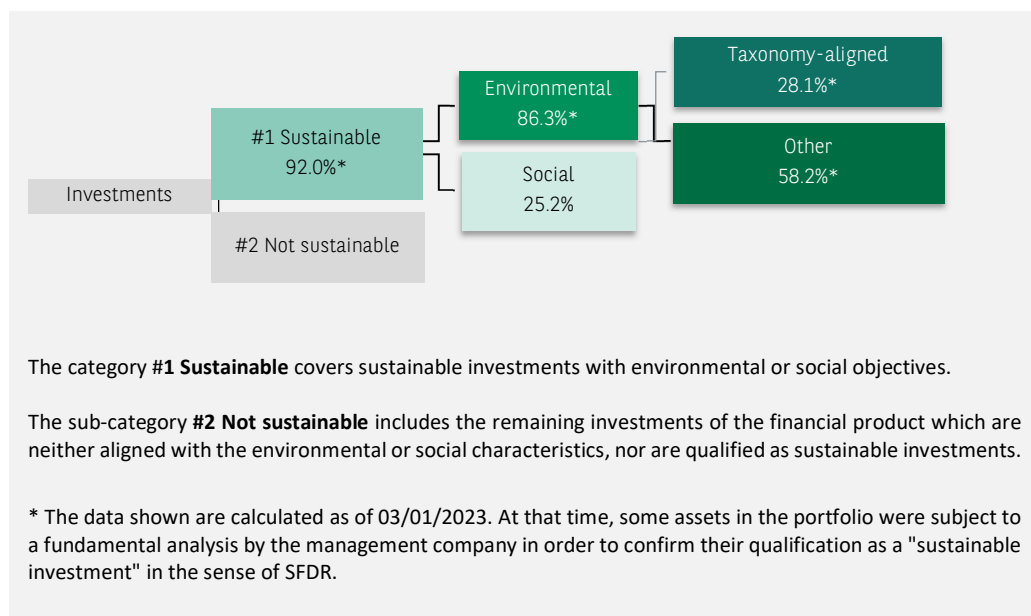 Taxonomy-aligned
28.1%*
Environmental
86.3%*
#1 Sustainable
92.0%*
Other
58.2%*
Social
25.2%
Investments
#2 Not sustainable
The category #1 Sustainable covers sustainable investments with environmental or social objectives.
The sub-category #2 Not sustainable includes the remaining investments of the financial product which are
neither aligned with the environmental or social characteristics, nor are qualified as sustainable investments.
* The data shown are calculated as of 03/01/2023. At that time, some assets in the portfolio were subject to
a fundamental analysis by the management company in order to confirm their qualification as a "sustainable
investment" in the sense of SFDR.